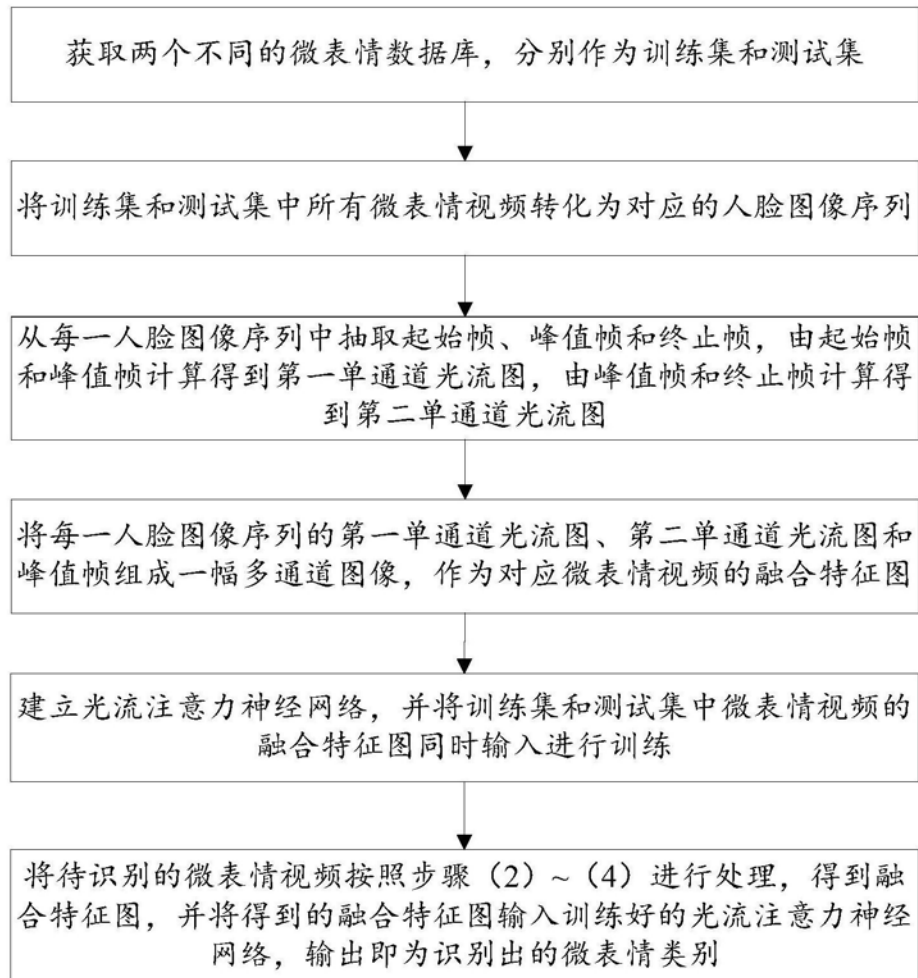 获取两个不同的微表情数据库，分别作为训练集和测试集
将训练集和测试集中所有微表情视频转化为对应的人脸图像序列
从每一人脸图像序列中抽取起始帧、峰值帧和终止帧，由起始帧
和峰值帧计算得到第一单通道光流图，由峰值帧和终止帧计算得
到第二单通道光流图
将每一人脸图像序列的第一单通道光流图、第二单通道光流图和
峰值帧组成一幅多通道图像，作为对应微表情视频的融合特征图
建立光流注意力神经网络，并将训练集和测试集中微表情视频的
融合特征图同时输入进行训练
将待识别的微表情视频按照步骤（2）~（4）进行处理，得到融
合特征图，并将得到的融合特征图输入训练好的光流注意力神经
网络，输出即为识别出的微表情类别